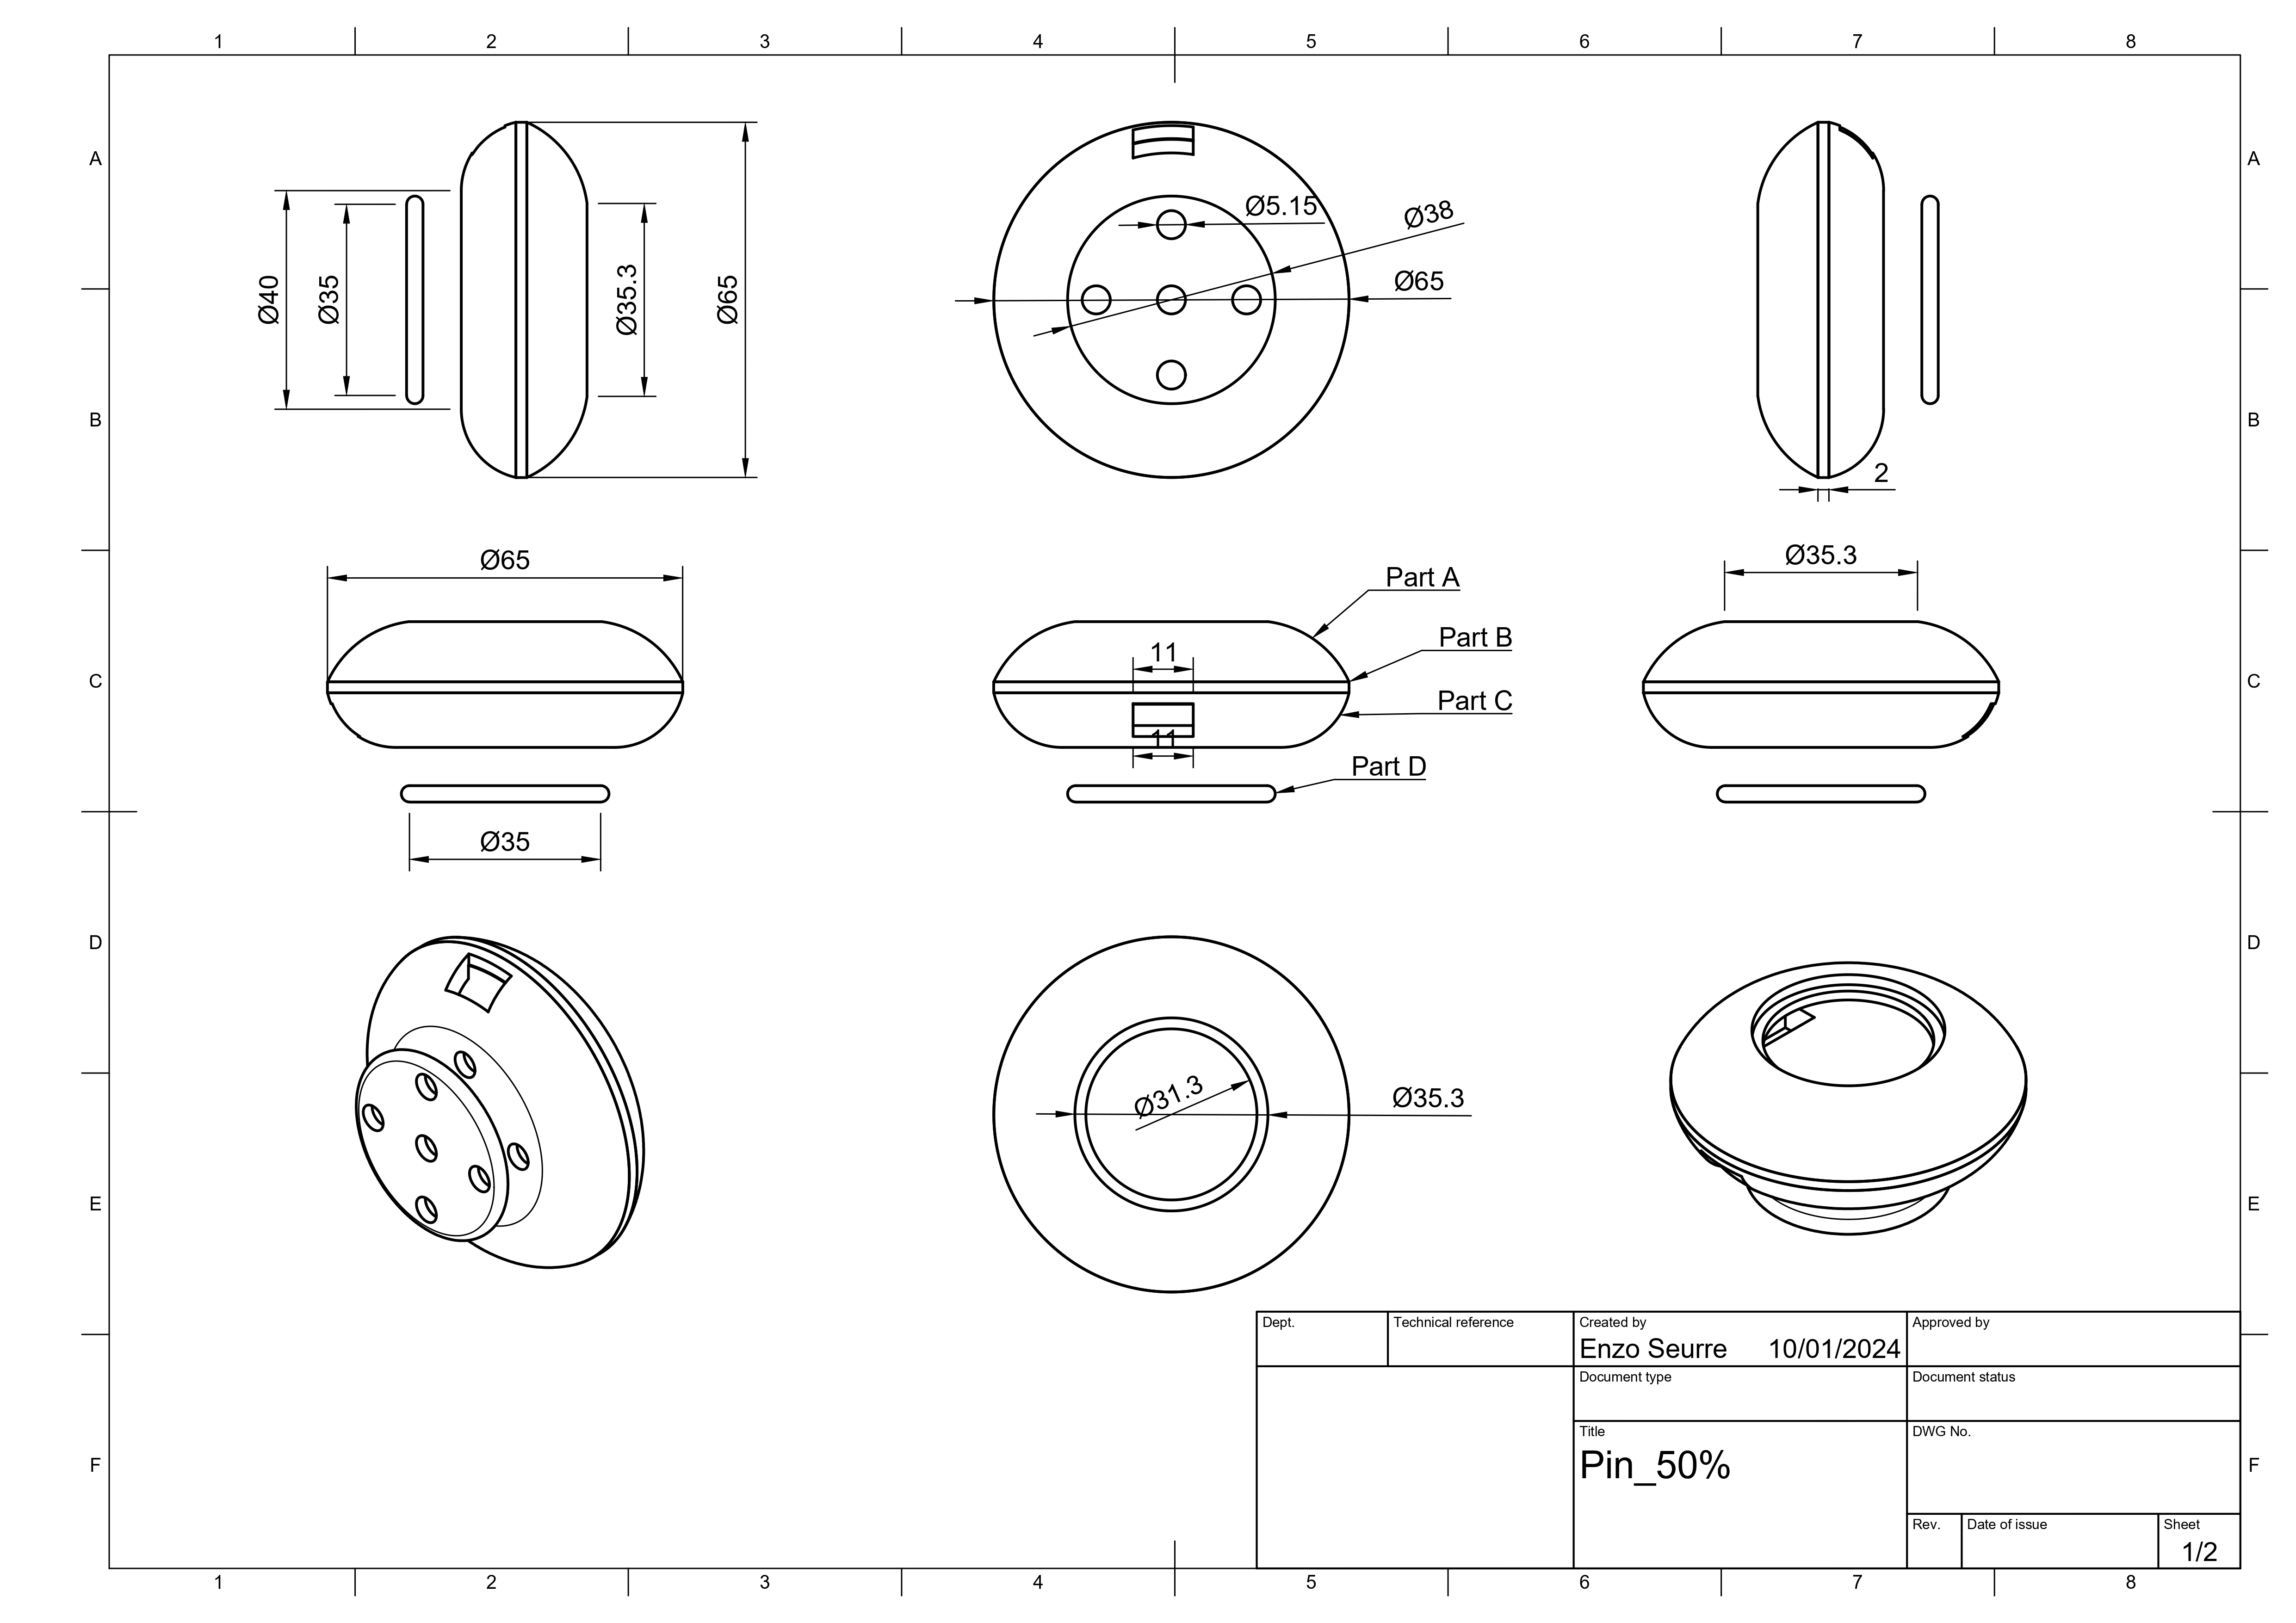 1 2 3 4 5 6 7 8
A A
Ø5.15
Ø38
Ø40 Ø35 Ø35.3 Ø65 Ø65
B B
2
Ø65 Ø35.3
Part A
Part B
11
C C
Part C
11
Part D
Ø35
D D
Ø31.3 Ø35.3
E E
Dept. Technical reference Created by Approved by
Enzo Seurre 10/01/2024
Document type Document status
Title DWG No.
F Pin_50% F
Rev. Date of issue Sheet
1/2
1 2 3 4 5 6 7 8